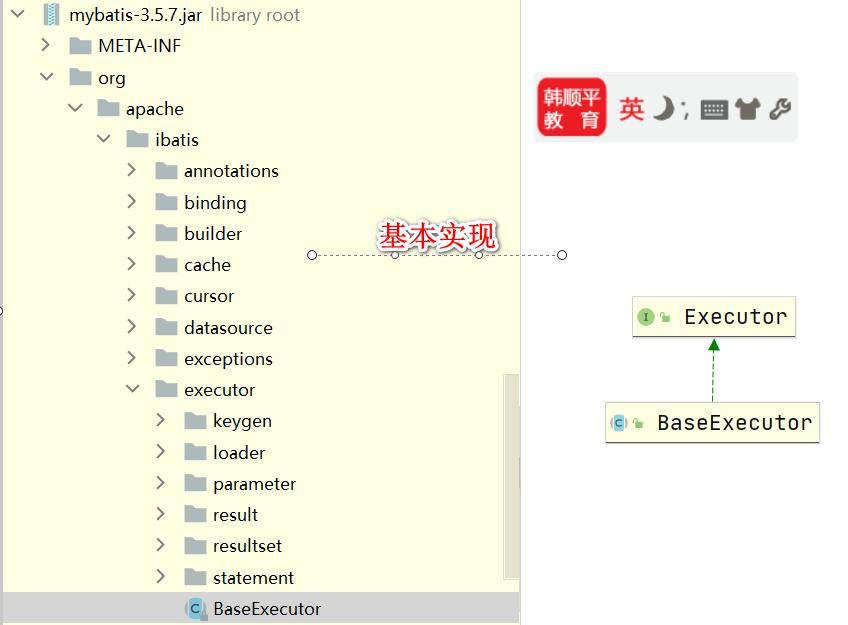 mybatis-3.5.7.jar library root
META-INF
org
apache
ibatis
annotations
binding
builder
cache
cursor
datasource
exceptions
executor
keygen
loader
parameter
result
resultset
statement
C BaseExecutor
基本实现
韩顺平
教 育
英
I Executor
C BaseExecutor